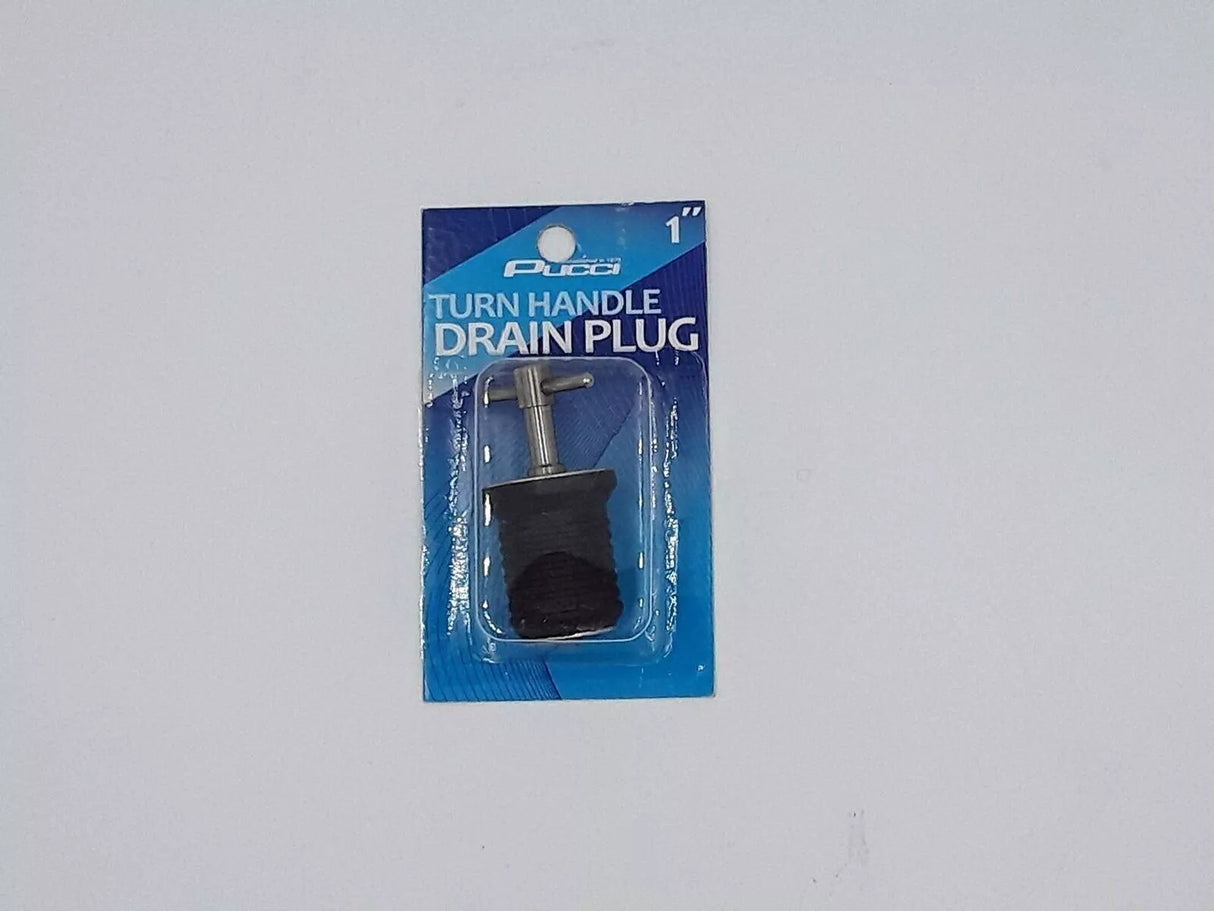 1"
Pucci
TURN HANDLE
DRAIN PLUG